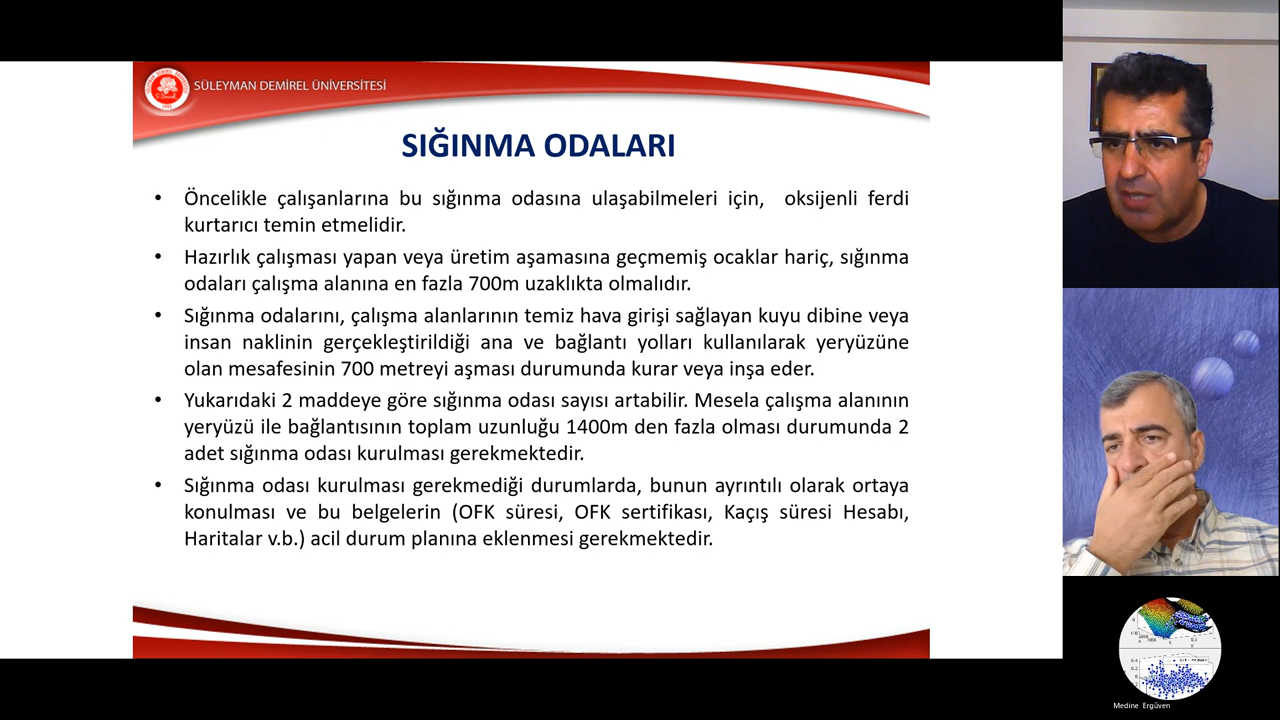 SÜLEYMAN DEMİREL ÜNİVERSİTESİ
SIĞINMA ODALARI
• Öncelikle çalışanlarına bu sığınma odasına ulaşabilmeleri için, oksijenli ferdi
kurtarıcı temin etmelidir.
• Hazırlık çalışması yapan veya üretim aşamasına geçmemiş ocaklar hariç, sığınma
odaları çalışma alanına en fazla 700m uzaklıkta olmalıdır.
• Sığınma odalarını, çalışma alanlarının temiz hava girişi sağlayan kuyu dibine veya
insan naklinin gerçekleştirildiği ana ve bağlantı yolları kullanılarak yeryüzüne
olan mesafesinin 700 metreyi aşması durumunda kurar veya inşa eder.
• Yukarıdaki 2 maddeye göre sığınma odası sayısı artabilir. Mesela çalışma alanının
yeryüzü ile bağlantısının toplam uzunluğu 1400m den fazla olması durumunda 2
adet sığınma odası kurulması gerekmektedir.
• Sığınma odası kurulması gerekmediği durumlarda, bunun ayrıntılı olarak ortaya
konulması ve bu belgelerin (OFK süresi, OFK sertifikası, Kaçış süresi Hesabı,
Haritalar v.b.) acil durum planına eklenmesi gerekmektedir.
Medine Ergüven